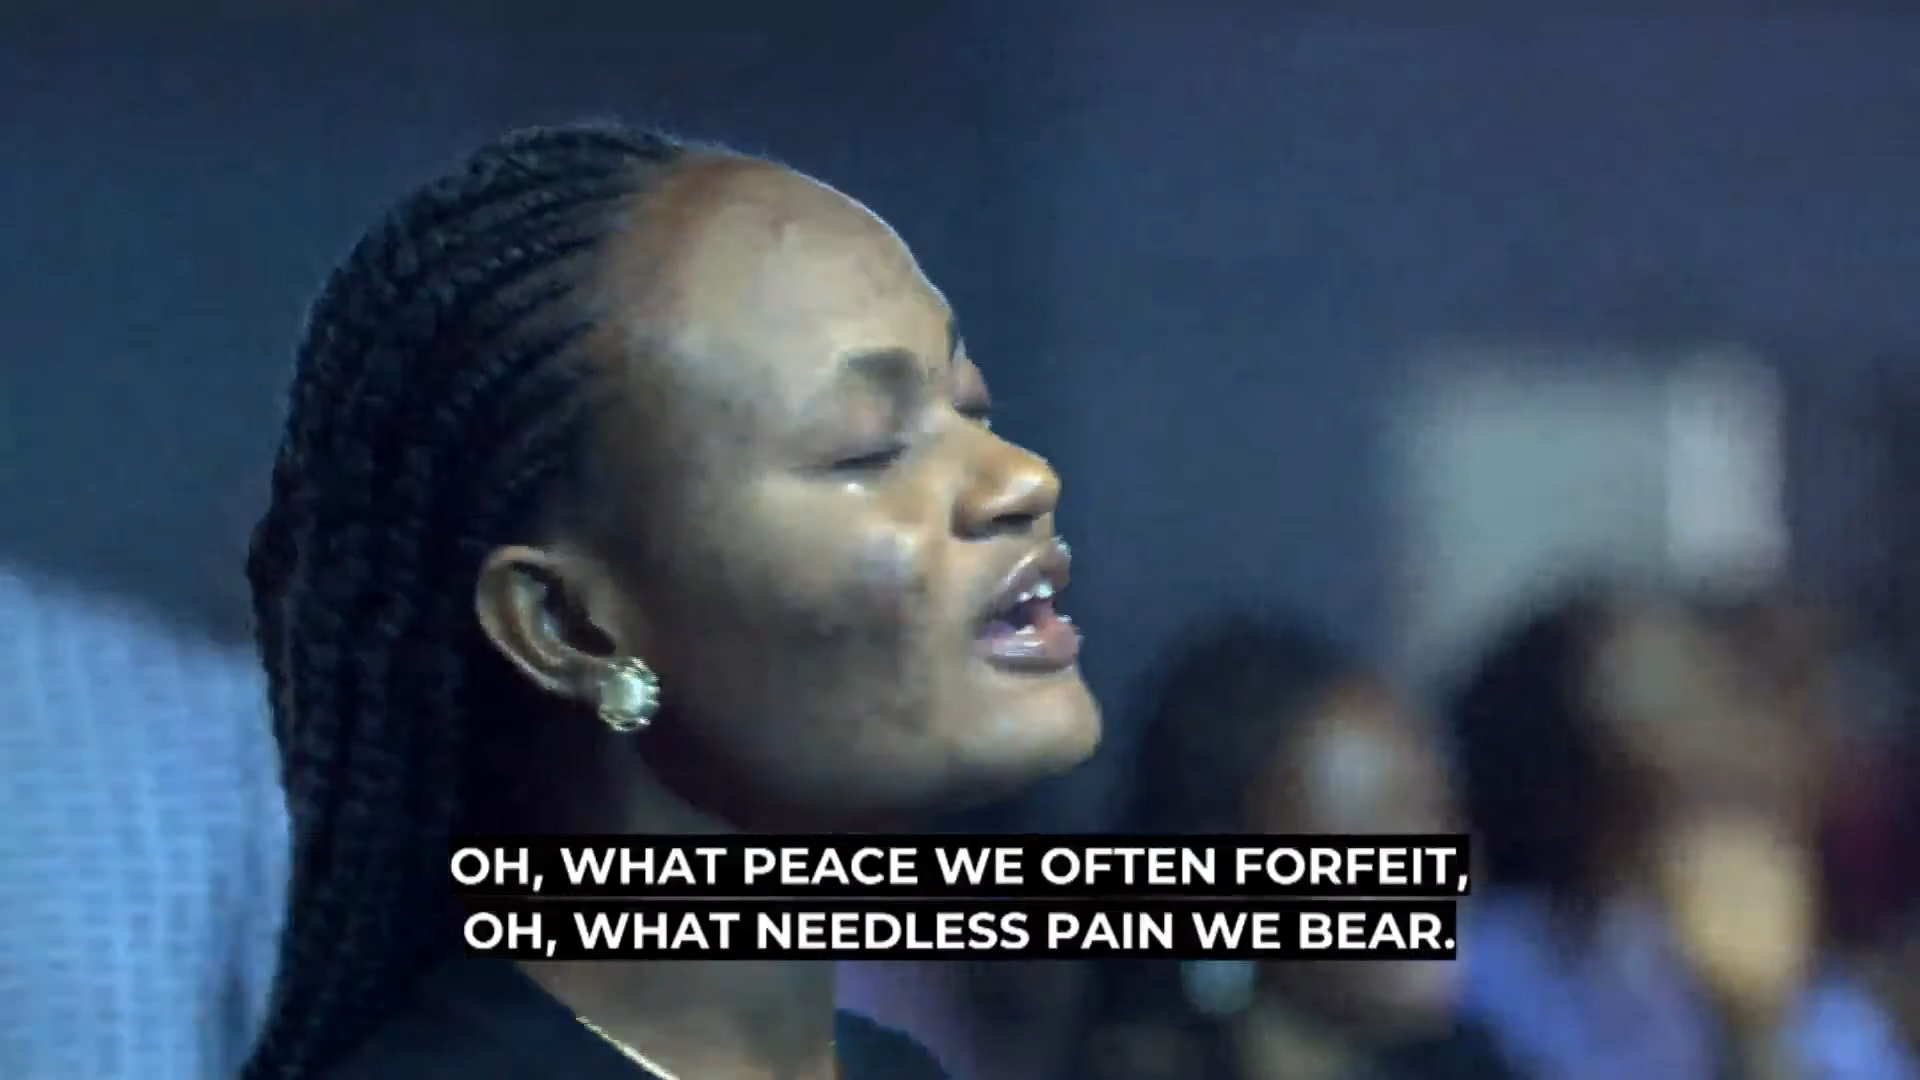 OH, WHAT PEACE WE OFTEN FORFEIT,
OH, WHAT NEEDLESS PAIN WE BEAR.